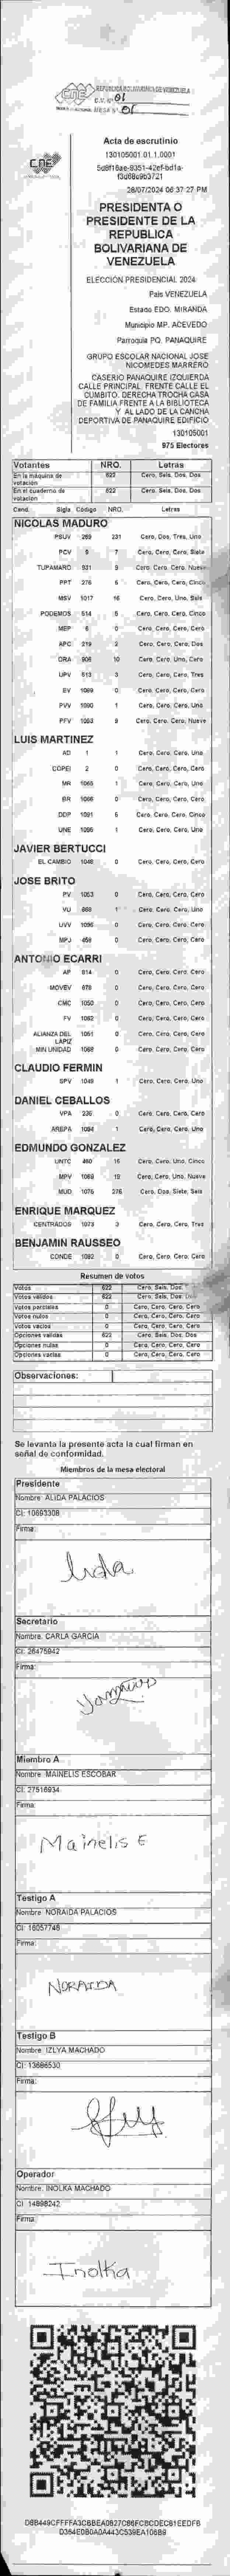 CNE
REPÚBLICA BOLIVARIANA DE VENEZUELA
C.V. Nº 01
MESA Nº 01
CNE
Acta de escrutinio
130105001.01.1.0001
28/07/2024 06:37:27 PM
PRESIDENTA O
PRESIDENTE DE LA
REPUBLICA
BOLIVARIANA DE
VENEZUELA
ELECCIÓN PRESIDENCIAL 2024
País VENEZUELA
Estado EDO. MIRANDA
Municipio MP. ACEVEDO
Parroquia PQ. PANAQUIRE
GRUPO ESCOLAR NACIONAL JOSE
NICOMEDES MARRERO
CASERIO PANAQUIRE IZQUIERDA
CALLE PRINCIPAL. FRENTE CALLE EL
CUMBITO. DERECHA TROCHA CASA
DE FAMILIA FRENTE A LA BIBLIOTECA
Y AL LADO DE LA CANCHA
DEPORTIVA DE PANAQUIRE EDIFICIO
130105001
975 Electores
Votantes NRO. Letras
En la máquina de votación 622 Cero, Seis, Dos, Dos
En el cuaderno de votación 622 Cero, Seis, Dos, Dos
Cand. Sigla Código NRO. Letras
NICOLAS MADURO
PSUV 269 231 Cero, Dos, Tres, Uno
PCV 9 7 Cero, Cero, Cero, Siete
TUPAMARO 931 9 Cero, Cero, Cero, Nueve
PPT 276 5 Cero, Cero, Cero, Cinco
MSV 1017 16 Cero, Cero, Uno, Seis
PODEMOS 514 5 Cero, Cero, Cero, Cinco
MEP 6 0 Cero, Cero, Cero, Cero
APC 219 2 Cero, Cero, Cero, Dos
ORA 906 10 Cero, Cero, Uno, Cero
UPV 613 3 Cero, Cero, Cero, Tres
EV 1089 0 Cero, Cero, Cero, Cero
PVV 1090 1 Cero, Cero, Cero, Uno
PFV 1053 9 Cero, Cero, Cero, Nueve
LUIS MARTINEZ
AD 1 1 Cero, Cero, Cero, Uno
COPEI 2 0 Cero, Cero, Cero, Cero
MR 1065 1 Cero, Cero, Cero, Uno
BR 1066 0 Cero, Cero, Cero, Cero
DDP 1091 5 Cero, Cero, Cero, Cinco
UNE 1095 1 Cero, Cero, Cero, Uno
JAVIER BERTUCCI
EL CAMBIO 1048 0 Cero, Cero, Cero, Cero
JOSE BRITO
PV 1053 0 Cero, Cero, Cero, Cero
VU 868 1 Cero, Cero, Cero, Uno
UVV 1096 0 Cero, Cero, Cero, Cero
MPJ 459 0 Cero, Cero, Cero, Cero
ANTONIO ECARRI
AP 814 0 Cero, Cero, Cero, Cero
MOVEV 678 0 Cero, Cero, Cero, Cero
CMC 1050 0 Cero, Cero, Cero, Cero
FV 1062 0 Cero, Cero, Cero, Cero
ALIANZA DEL LAPIZ 1061 0 Cero, Cero, Cero, Cero
MIN UNIDAD 1068 0 Cero, Cero, Cero, Cero
CLAUDIO FERMIN
SPV 1049 1 Cero, Cero, Cero, Uno
DANIEL CEBALLOS
VPA 236 0 Cero, Cero, Cero, Cero
AREPA 1094 1 Cero, Cero, Cero, Uno
EDMUNDO GONZALEZ
UNTC 460 15 Cero, Cero, Uno, Cinco
MPV 1069 19 Cero, Cero, Uno, Nueve
MUD 1075 276 Cero, Dos, Siete, Seis
ENRIQUE MARQUEZ
CENTRADOS 1073 3 Cero, Cero, Cero, Tres
BENJAMIN RAUSSEO
CONDE 1092 0 Cero, Cero, Cero, Cero
Resumen de votos
Votos 622 Cero, Seis, Dos,
Votos válidos 622 Cero, Seis, Dos, Dos
Votos parciales 0 Cero, Cero, Cero, Cero
Votos nulos 0 Cero, Cero, Cero, Cero
Votos vacíos 0 Cero, Cero, Cero, Cero
Opciones válidas 622 Cero, Seis, Dos, Dos
Opciones nulas 0 Cero, Cero, Cero, Cero
Opciones vacías 0 Cero, Cero, Cero, Cero
Observaciones:
Se levanta la presente acta la cual firman en
señal de conformidad.
Miembros de la mesa electoral
Presidente
Nombre: ALIDA PALACIOS
CI: 10693308
Firma:
Alida
Secretario
Nombre: CARLA GARCIA
CI: 26475942
Firma:
Miembro A
Nombre: MAINELIS ESCOBAR
CI: 27516934
Firma:
Mainelis E
Testigo A
Nombre: NORAIDA PALACIOS
CI: 16057746
Firma:
NORAIDA
Testigo B
Nombre: IZLYA MACHADO
CI: 13686530
Firma:
Operador
Nombre: INOLKA MACHADO
CI: 14898242
Firma:
Inolka